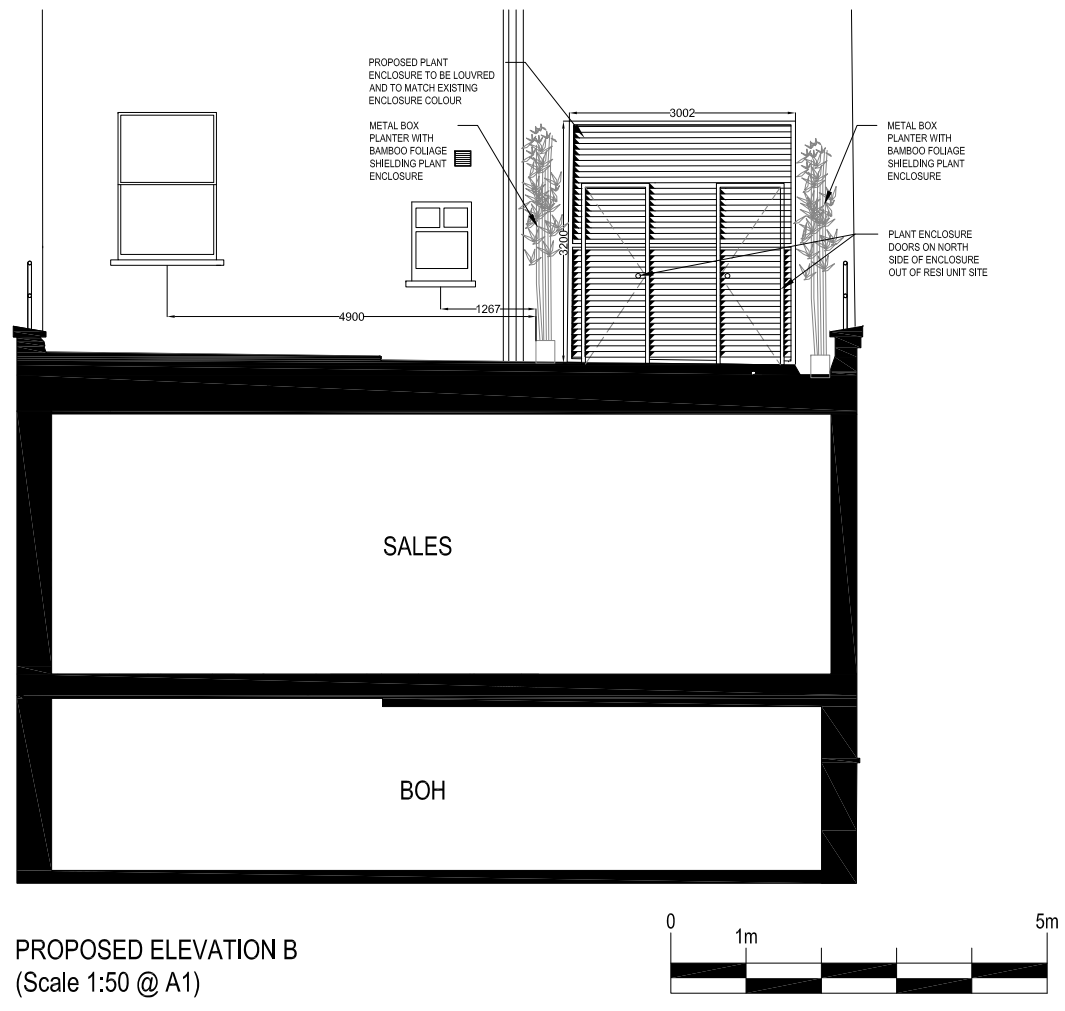 PROPOSED PLANT
ENCLOSURE TO BE LOUVRED
AND TO MATCH EXISTING
ENCLOSURE COLOUR
METAL BOX
PLANTER WITH
BAMBOO FOLIAGE
SHIELDING PLANT
ENCLOSURE
3002
3200
METAL BOX
PLANTER WITH
BAMBOO FOLIAGE
SHIELDING PLANT
ENCLOSURE
PLANT ENCLOSURE
DOORS ON NORTH
SIDE OF ENCLOSURE
OUT OF RESI UNIT SITE
1267
4900
SALES
BOH
PROPOSED ELEVATION B
(Scale 1:50 @ A1)
0
1m
5m